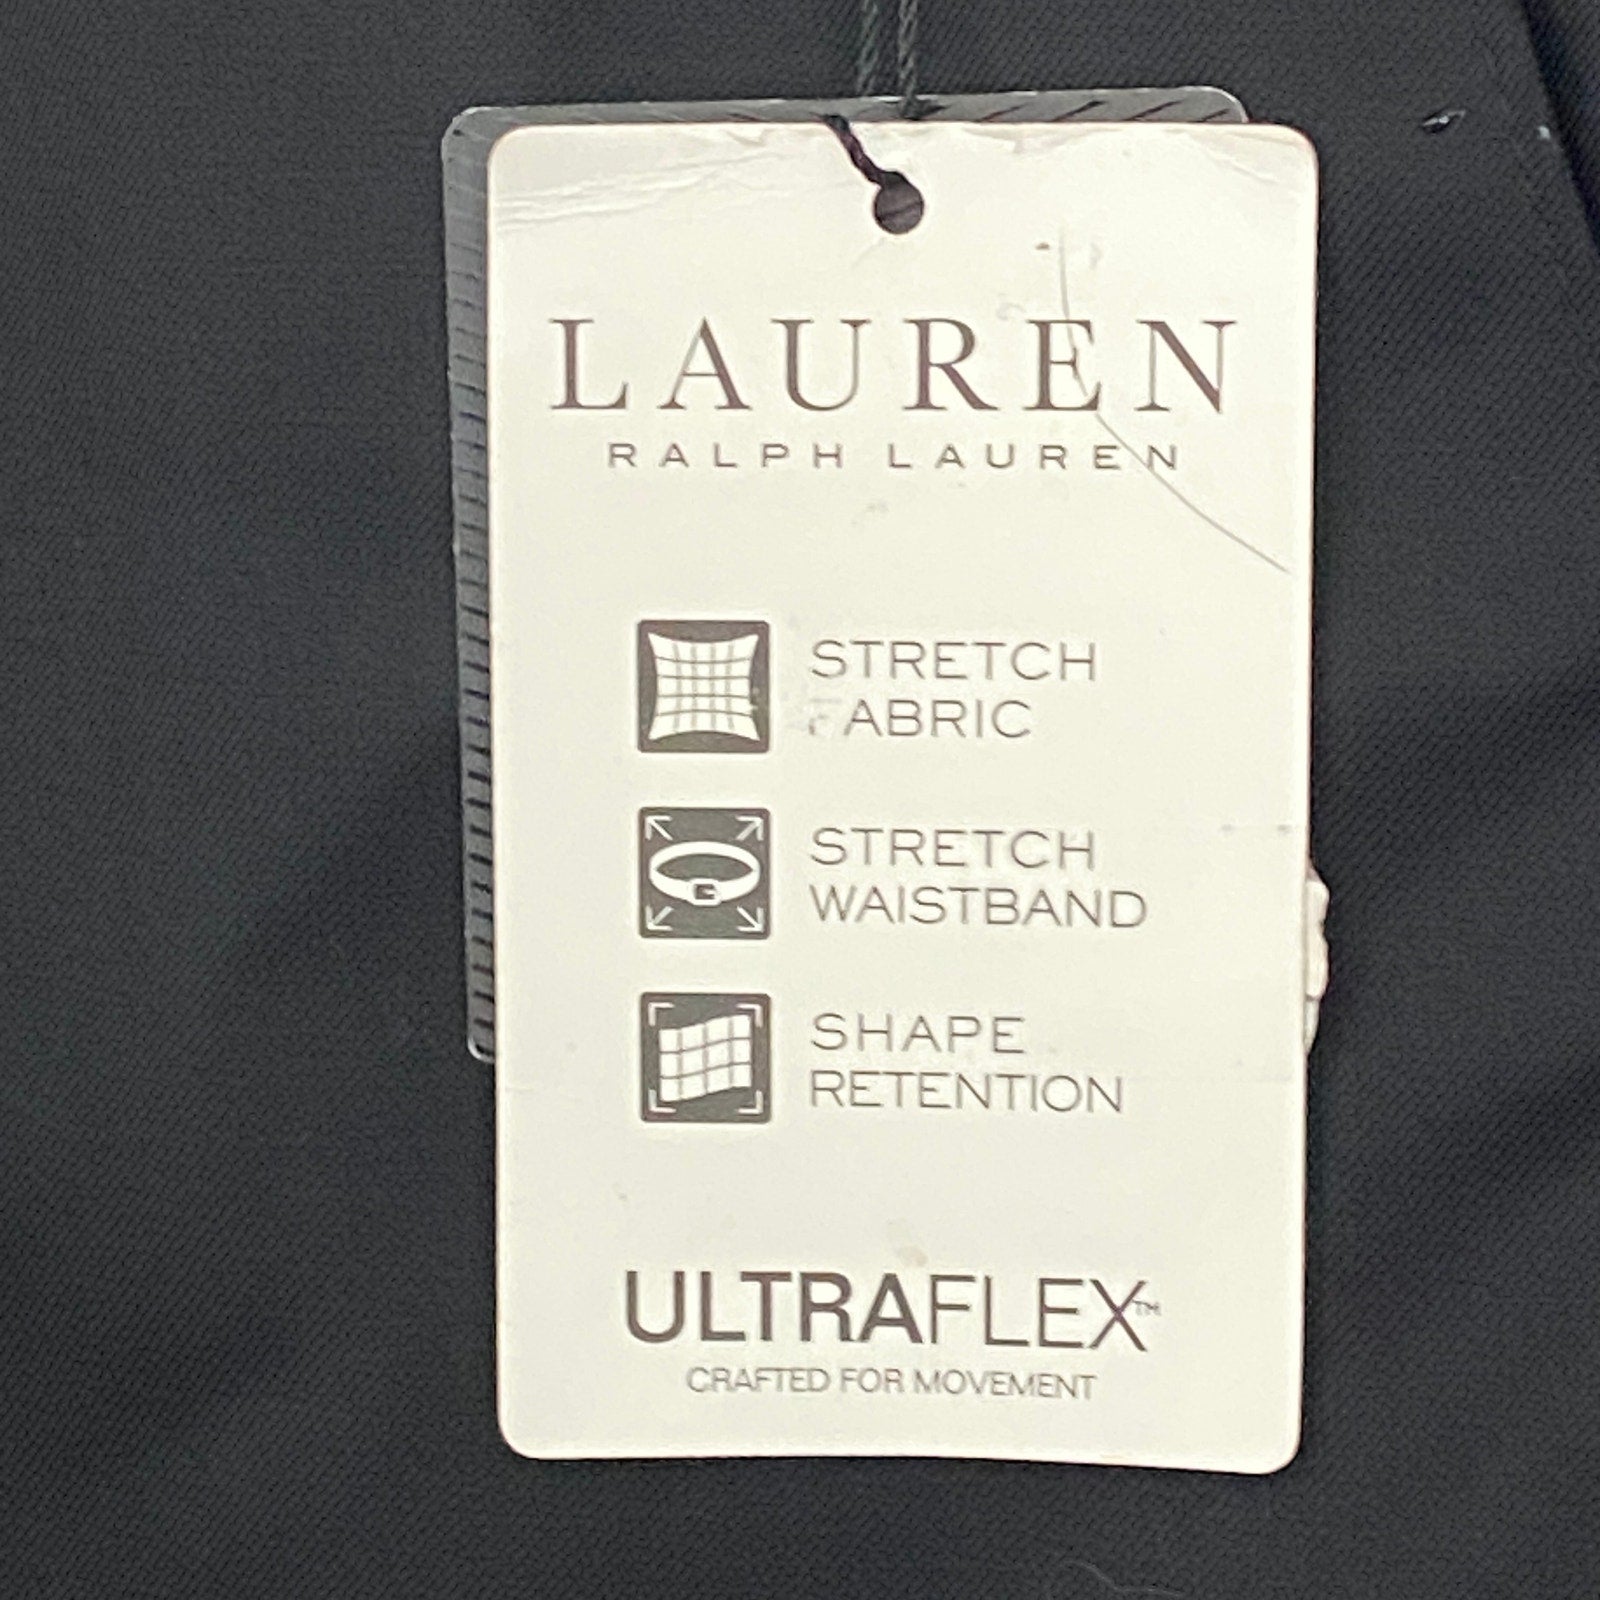 LAUREN
RALPH LAUREN
STRETCH
FABRIC
STRETCH
WAISTBAND
SHAPE
RETENTION
ULTRAFLEX™
CRAFTED FOR MOVEMENT